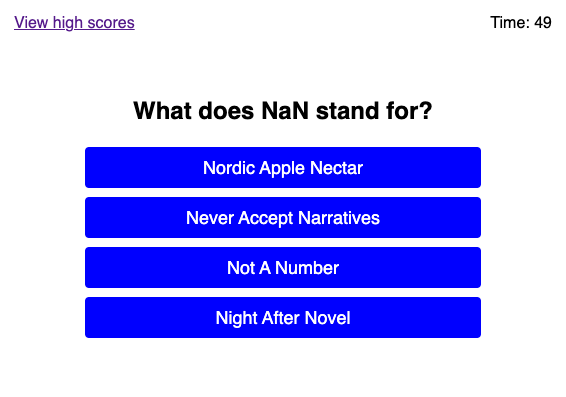 View high scores
Time: 49
What does NaN stand for?
Nordic Apple Nectar
Never Accept Narratives
Not A Number
Night After Novel